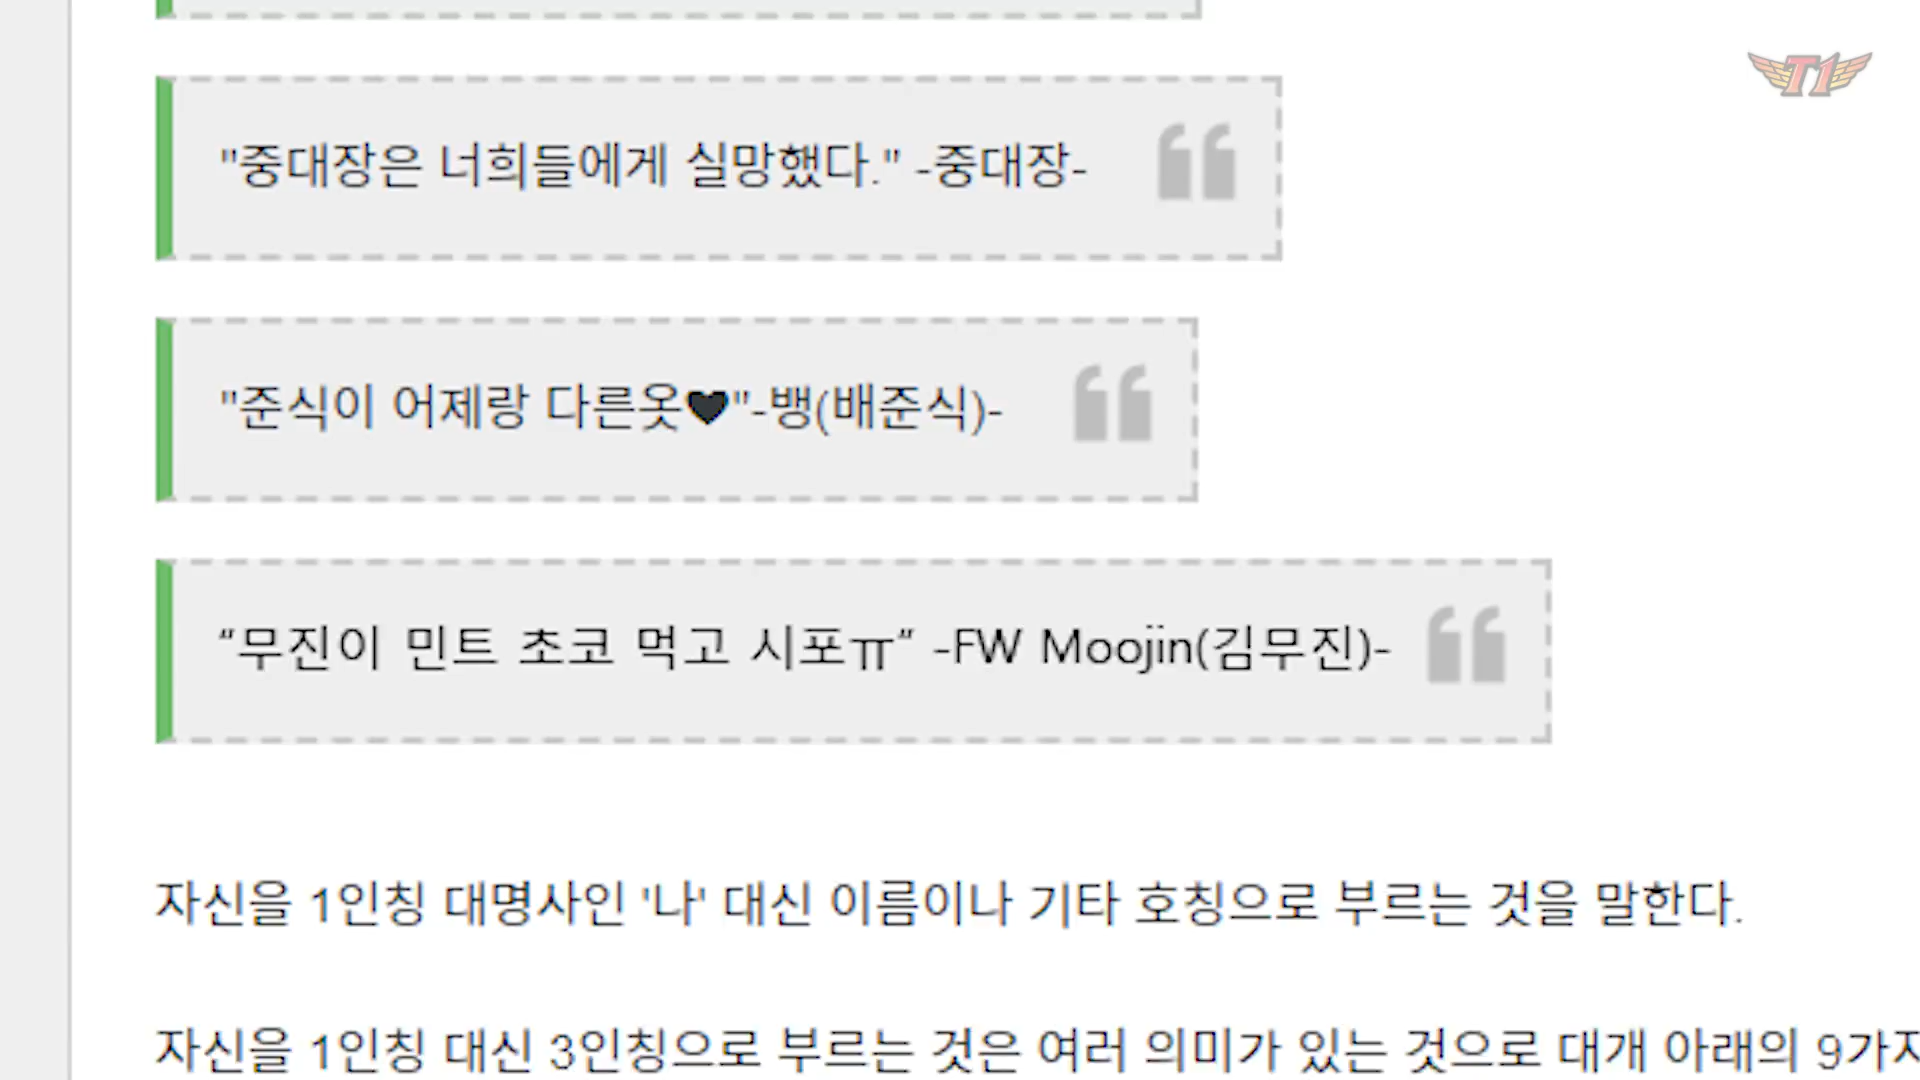 T1
"중대장은 너희들에게 실망했다." -중대장-
"준식이 어제랑 다른옷♥"-뱅(배준식)-
“무진이 민트 초코 먹고 시포ㅠ“ -FW Moojin(김무진)-
자신을 1인칭 대명사인 '나' 대신 이름이나 기타 호칭으로 부르는 것을 말한다.
자신을 1인칭 대신 3인칭으로 부르는 것은 여러 의미가 있는 것으로 대개 아래의 9가지